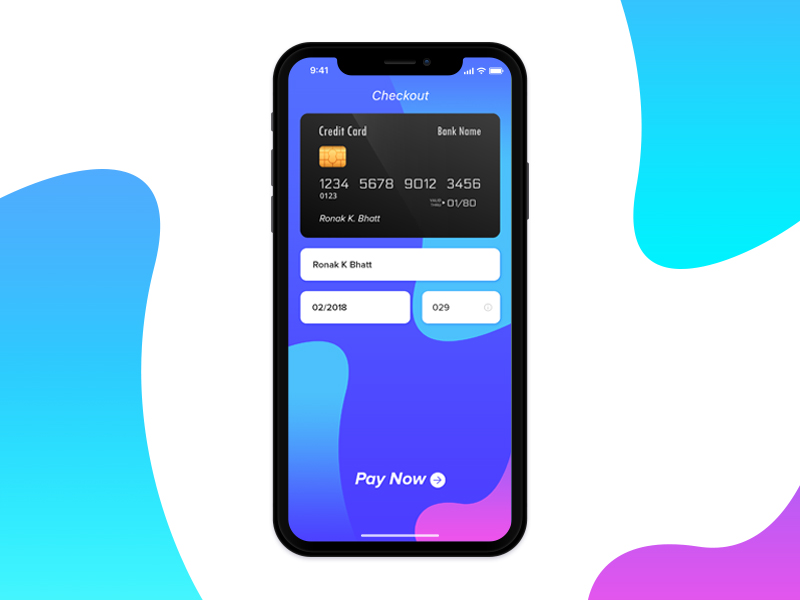 9:41
Checkout
Credit Card Bank Name
1234 5678 9012 3456
0123
VALID THRU 01/80
Ronak K. Bhatt
Ronak K Bhatt
02/2018 029
Pay Now